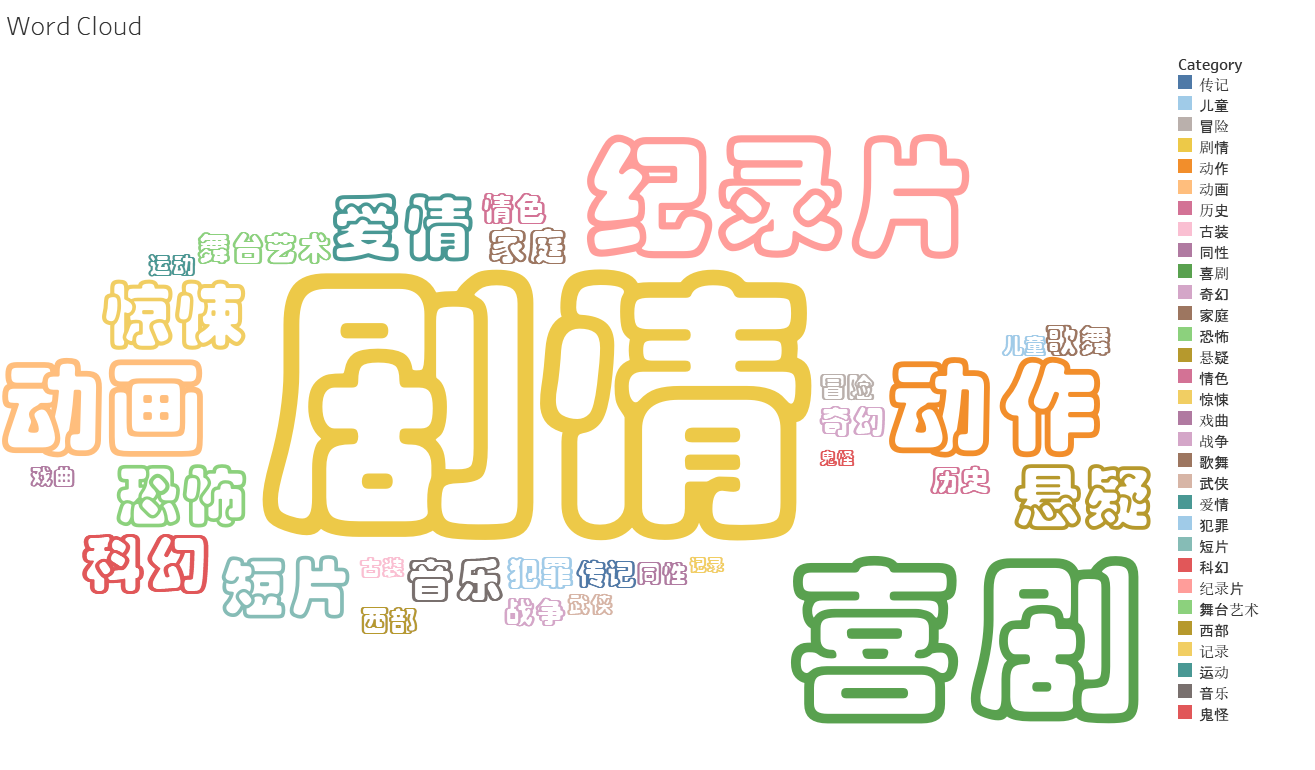 Word Cloud
纪录片
爱情
情色
舞台艺术
家庭
运动
剧情
惊悚
儿童
歌舞
动画
动作
冒险
奇幻
鬼怪
戏曲
恐怖
历史
悬疑
科幻
短片
古装
音乐
犯罪
传记
同性
记录
喜剧
战争
武侠
西部
Category
传记
儿童
冒险
剧情
动作
动画
历史
古装
同性
喜剧
奇幻
家庭
恐怖
悬疑
情色
惊悚
戏曲
战争
歌舞
武侠
爱情
犯罪
短片
科幻
纪录片
舞台艺术
西部
记录
运动
音乐
鬼怪